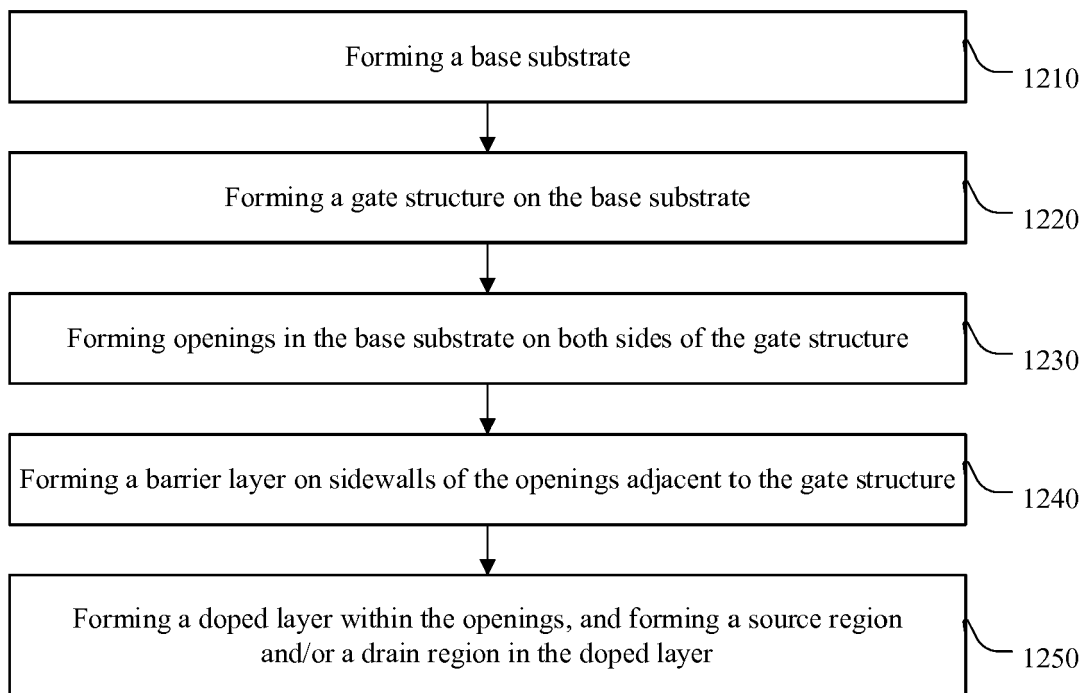 Forming a base substrate
1210
Forming a gate structure on the base substrate
1220
Forming openings in the base substrate on both sides of the gate structure
1230
Forming a barrier layer on sidewalls of the openings adjacent to the gate structure
1240
Forming a doped layer within the openings, and forming a source region
and/or a drain region in the doped layer
1250